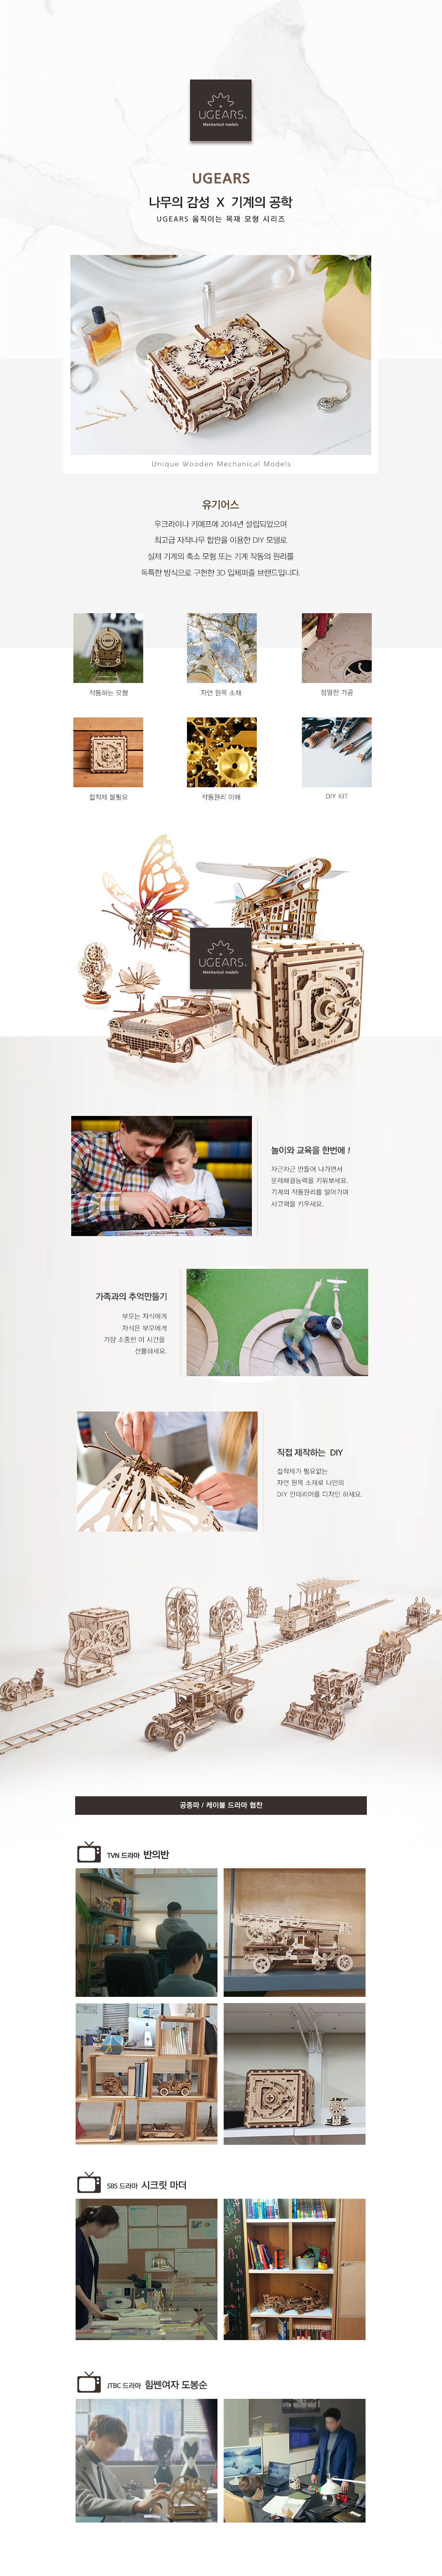 UGEARS
Mechanical models
UGEARS
나무의 감성 X 기계의 공학
UGEARS 움직이는 목재 모형 시리즈
Unique Wooden Mechanical Models
유기어스
우크라이나 키예프에 2014년 설립되었으며
최고급 자작나무 합판을 이용한 DIY 모델로
실제 기계의 축소 모형 또는 기계 작동의 원리를
독특한 방식으로 구현한 3D 입체퍼즐 브랜드입니다.
작동하는 모형
자연 원목 소재
정밀한 가공
접착제 불필요
작동원리 이해
DIY KIT
UGEARS
Mechanical models
놀이와 교육을 한번에 !
차근차근 만들어 나가면서
문제해결능력을 키워보세요.
기계의 작동원리를 알아가며
사고력을 키우세요.
가족과의 추억만들기
부모는 자식에게
자식은 부모에게
가장 소중한 이 시간을
선물하세요.
직접 제작하는 DIY
접착제가 필요없는
자연 원목 소재로 나만의
DIY 인테리어를 디자인 하세요.
공중파 / 케이블 드라마 협찬
TVN 드라마 반의반
SBS 드라마 시크릿 마더
JTBC 드라마 힘쎈여자 도봉순